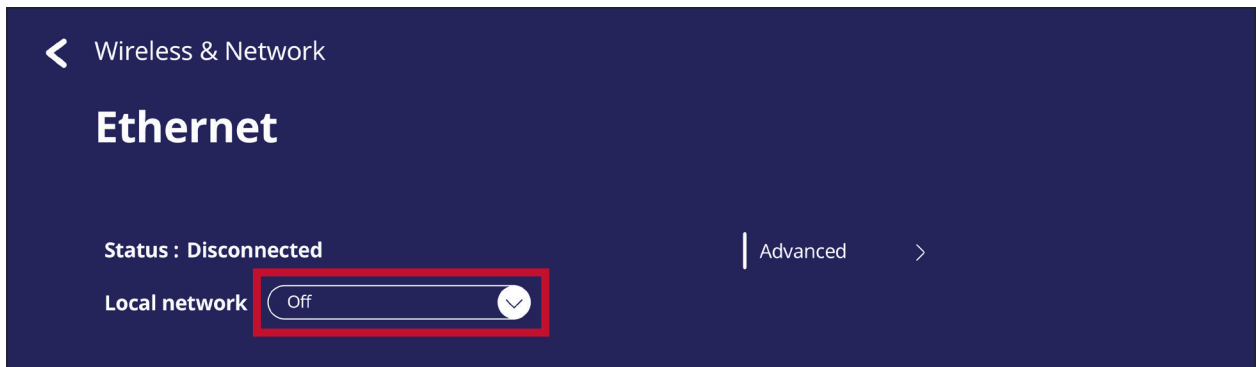 Wireless & Network
Ethernet
Status : Disconnected
Advanced
Local network Off